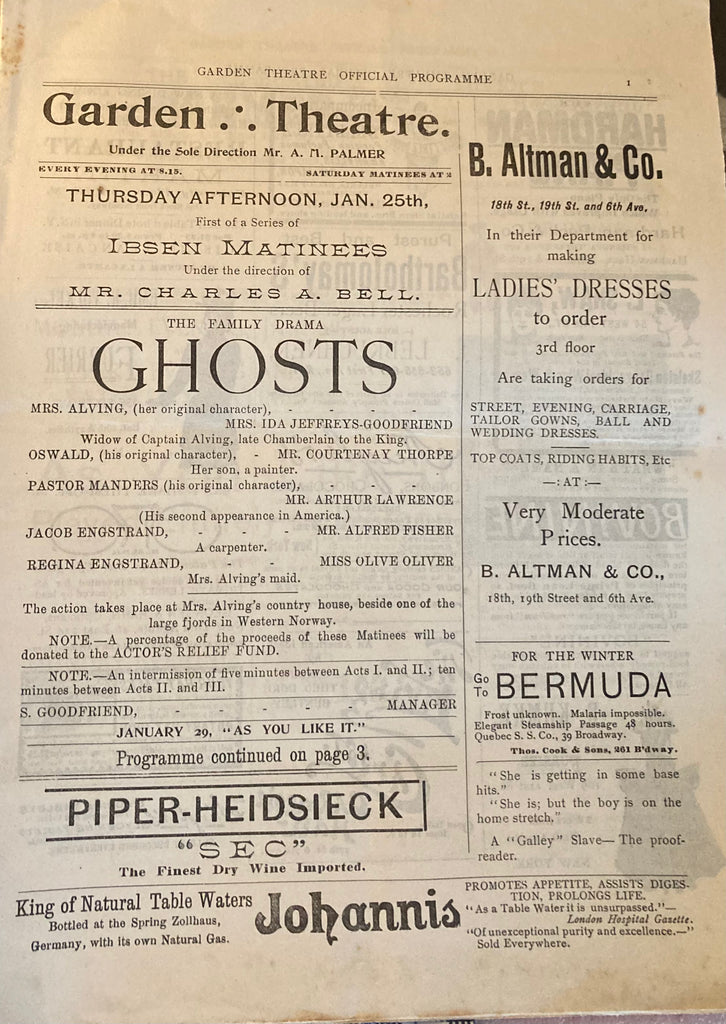 GARDEN THEATRE OFFICIAL PROGRAMME 1
Garden ∴ Theatre.
Under the Sole Direction Mr. A. M. PALMER
EVERY EVENING AT 8.15. SATURDAY MATINEES AT 2
THURSDAY AFTERNOON, JAN. 25th,
First of a Series of
IBSEN MATINEES
Under the direction of
MR. CHARLES A. BELL.
THE FAMILY DRAMA
GHOSTS
MRS. ALVING, (her original character), - - - -
MRS. IDA JEFFREYS-GOODFRIEND
Widow of Captain Alving, late Chamberlain to the King.
OSWALD, (his original character), - MR. COURTENAY THORPE
Her son, a painter.
PASTOR MANDERS (his original character), - - -
MR. ARTHUR LAWRENCE
(His second appearance in America.)
JACOB ENGSTRAND, - - - MR. ALFRED FISHER
A carpenter.
REGINA ENGSTRAND, - - MISS OLIVE OLIVER
Mrs. Alving's maid.
The action takes place at Mrs. Alving's country house, beside one of the
large fjords in Western Norway.
NOTE.—A percentage of the proceeds of these Matinees will be
donated to the ACTOR'S RELIEF FUND.
NOTE.—An intermission of five minutes between Acts I. and II.; ten
minutes between Acts II. and III.
S. GOODFRIEND, - - - - - MANAGER
JANUARY 29, "AS YOU LIKE IT."
Programme continued on page 3.
PIPER-HEIDSIECK
"SEC"
The Finest Dry Wine Imported.
B. Altman & Co.
18th St., 19th St. and 6th Ave,
In their Department for
making
LADIES' DRESSES
to order
3rd floor
Are taking orders for
STREET, EVENING, CARRIAGE,
TAILOR GOWNS, BALL AND
WEDDING DRESSES.
TOP COATS, RIDING HABITS, Etc
—: AT :—
Very Moderate
Prices.
B. ALTMAN & CO.,
18th, 19th Street and 6th Ave.
FOR THE WINTER
Go To BERMUDA
Frost unknown. Malaria impossible.
Elegant Steamship Passage 48 hours.
Quebec S. S. Co., 39 Broadway.
Thos. Cook & Sons, 261 B'dway.
"She is getting in some base
hits."
"She is; but the boy is on the
home stretch."
A "Galley" Slave—The proof-
reader.
King of Natural Table Waters
Bottled at the Spring Zollhaus,
Germany, with its own Natural Gas.
Johannis
PROMOTES APPETITE, ASSISTS DIGES-
TION, PROLONGS LIFE.
"As a Table Water it is unsurpassed."—
London Hospital Gazette.
"Of unexceptional purity and excellence.—"
Sold Everywhere.